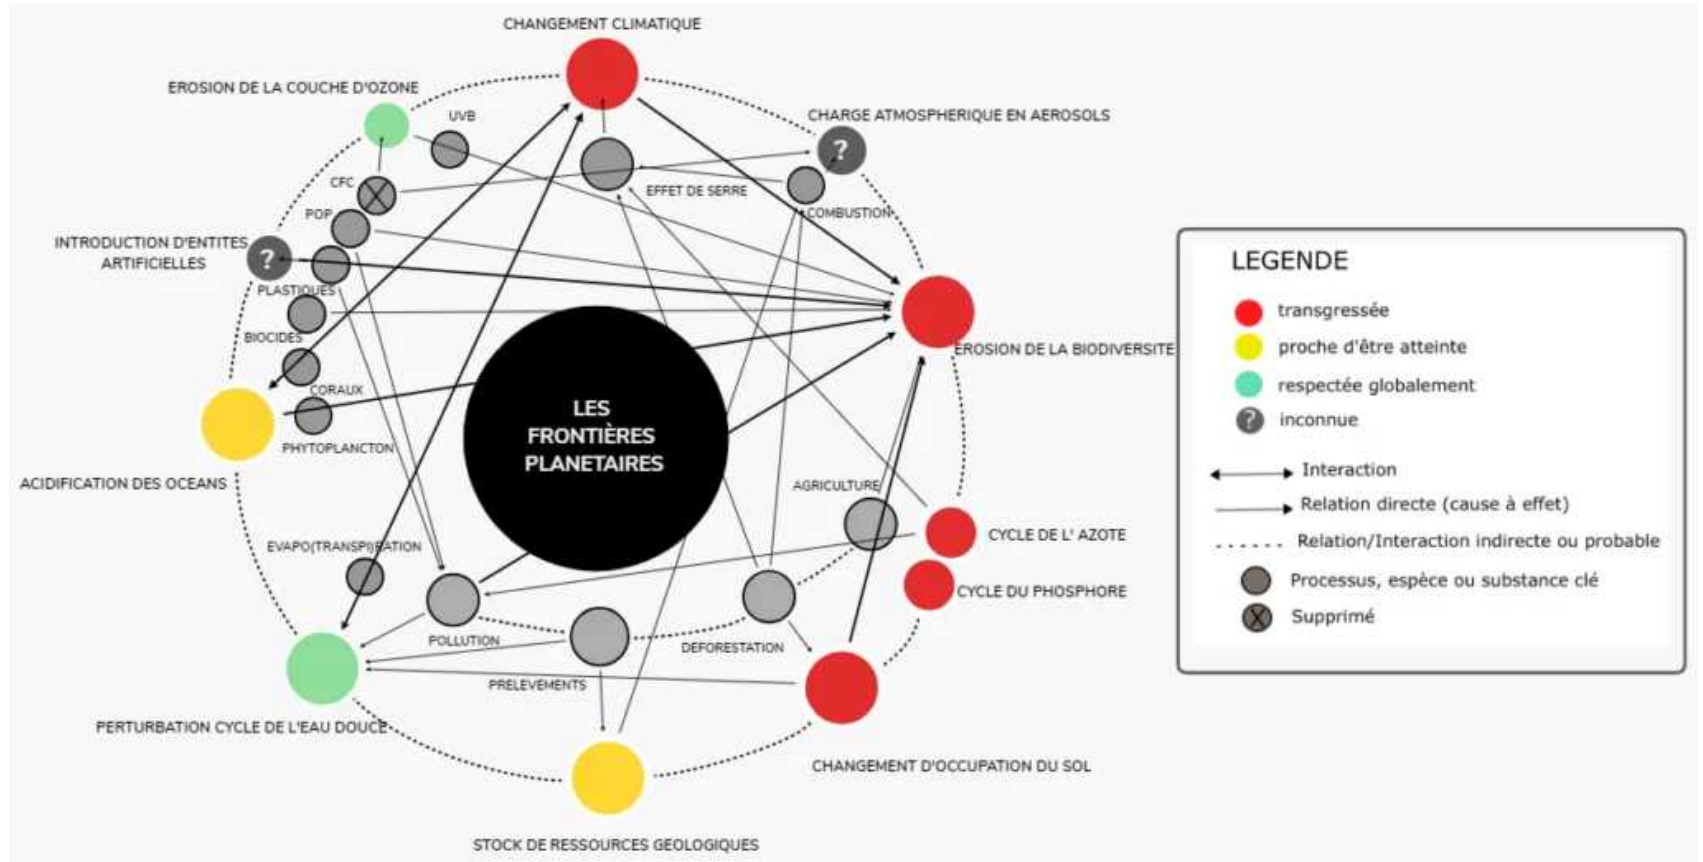 CHANGEMENT CLIMATIQUE
EROSION DE LA COUCHE D'OZONE
UVB
CHARGE ATMOSPHERIQUE EN AEROSOLS
?
CFC
EFFET DE SERRE
COMBUSTION
POP
INTRODUCTION D'ENTITES
ARTIFICIELLES
?
PLASTIQUES
BIOCIDES
EROSION DE LA BIODIVERSITE
CORAUX
PHYTOPLANCTON
LES
FRONTIÈRES
PLANETAIRES
ACIDIFICATION DES OCEANS
AGRICULTURE
CYCLE DE L' AZOTE
EVAPO(TRANSPI)RATION
CYCLE DU PHOSPHORE
POLLUTION
DEFORESTATION
PRELEVEMENTS
PERTURBATION CYCLE DE L'EAU DOUCE
CHANGEMENT D'OCCUPATION DU SOL
STOCK DE RESSOURCES GEOLOGIQUES
LEGENDE
transgressée
proche d'être atteinte
respectée globalement
? inconnue
Interaction
Relation directe (cause à effet)
Relation/Interaction indirecte ou probable
Processus, espèce ou substance clé
Supprimé